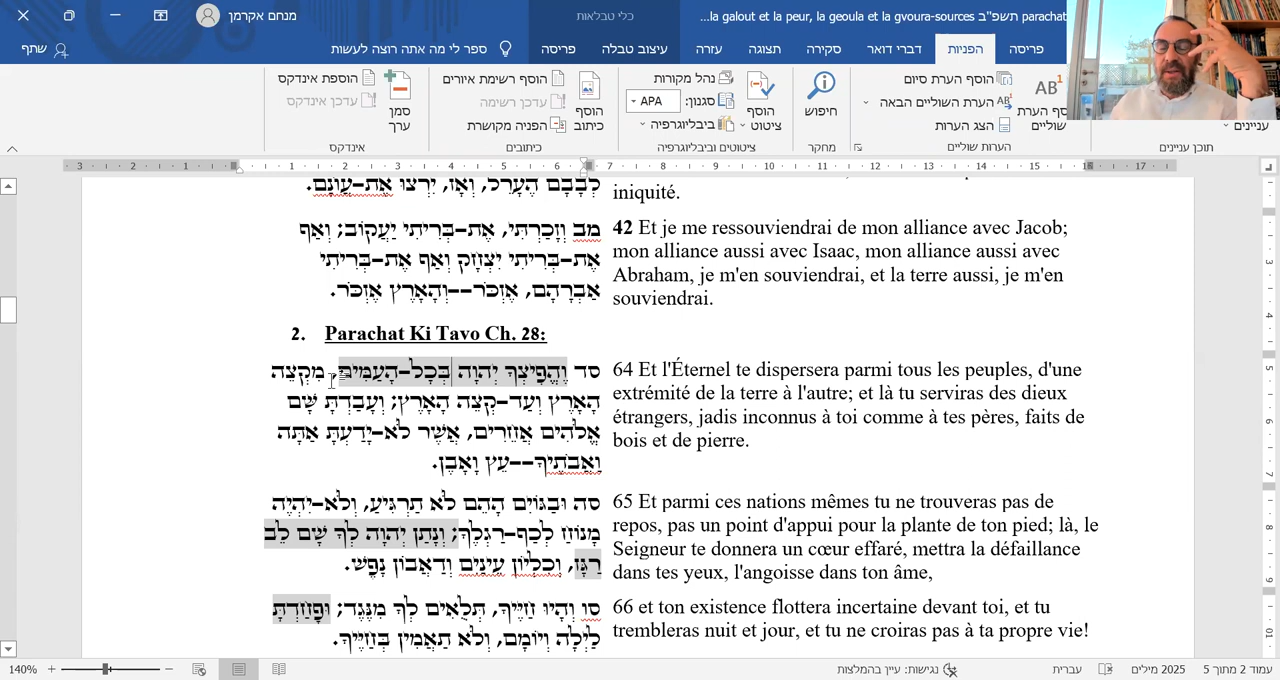 מנחם אקרמן
כלי טבלאות
...la galout et la peur, la geoula et la gvoura-sources תשפ"ב parachat
פריסה
הפניות
דברי דואר
סקירה
תצוגה
עזרה
עיצוב טבלה
פריסה
ספר לי מה אתה רוצה לעשות
שתף
תוכן עניינים
הוסף הערת סיום
הערת השוליים הבאה
הצג הערות
הערות שוליים
חיפוש
מחקר
נהל מקורות
סגנון: APA
ביבליוגרפיה
הוסף ציטוט
ציטוטים וביבליוגרפיה
הוסף כיתוב
הוסף רשימת איורים
עדכן רשימה
הפניה מקושרת
כיתובים
סמן ערך
הוספת אינדקס
עדכן אינדקס
אינדקס
לְבָבָם הֶעָרֵל, וְאָז, יִרְצוּ אֶת-עֲו‍ֹנָם.
iniquité.
מב וְזָכַרְתִּי, אֶת-בְּרִיתִי יַעֲקוֹב; וְאַף
אֶת-בְּרִיתִי יִצְחָק וְאַף אֶת-בְּרִיתִי
אַבְרָהָם, אֶזְכֹּר--וְהָאָרֶץ אֶזְכֹּר.
42 Et je me ressouviendrai de mon alliance avec Jacob;
mon alliance aussi avec Isaac, mon alliance aussi avec
Abraham, je m'en souviendrai, et la terre aussi, je m'en
souviendrai.
2. Parachat Ki Tavo Ch. 28:
סד וֶהֱפִיצְךָ יְהוָה בְּכָל-הָעַמִּים, מִקְצֵה
הָאָרֶץ וְעַד-קְצֵה הָאָרֶץ; וְעָבַדְתָּ שָּׁם
אֱלֹהִים אֲחֵרִים, אֲשֶׁר לֹא-יָדַעְתָּ אַתָּה
וַאֲבֹתֶיךָ--עֵץ וָאָבֶן.
64 Et l'Éternel te dispersera parmi tous les peuples, d'une
extrémité de la terre à l'autre; et là tu serviras des dieux
étrangers, jadis inconnus à toi comme à tes pères, faits de
bois et de pierre.
סה וּבַגּוֹיִם הָהֵם לֹא תַרְגִּיעַ, וְלֹא-יִהְיֶה
מָנוֹחַ לְכַף-רַגְלֶךָ; וְנָתַן יְהוָה לְךָ שָׁם לֵב
רַגָּז, וְכִלְיוֹן עֵינַיִם וְדַאֲבוֹן נָפֶשׁ.
65 Et parmi ces nations mêmes tu ne trouveras pas de
repos, pas un point d'appui pour la plante de ton pied; là, le
Seigneur te donnera un cœur effaré, mettra la défaillance
dans tes yeux, l'angoisse dans ton âme,
סו וְהָיוּ חַיֶּיךָ, תְּלֻאִים לְךָ מִנֶּגֶד; וּפָחַדְתָּ
לַיְלָה וְיוֹמָם, וְלֹא תַאֲמִין בְּחַיֶּיךָ.
66 et ton existence flottera incertaine devant toi, et tu
trembleras nuit et jour, et tu ne croiras pas à ta propre vie!
עמוד 2 מתוך 5
2025 מילים
עברית
נגישות: עיין בהמלצות
140%